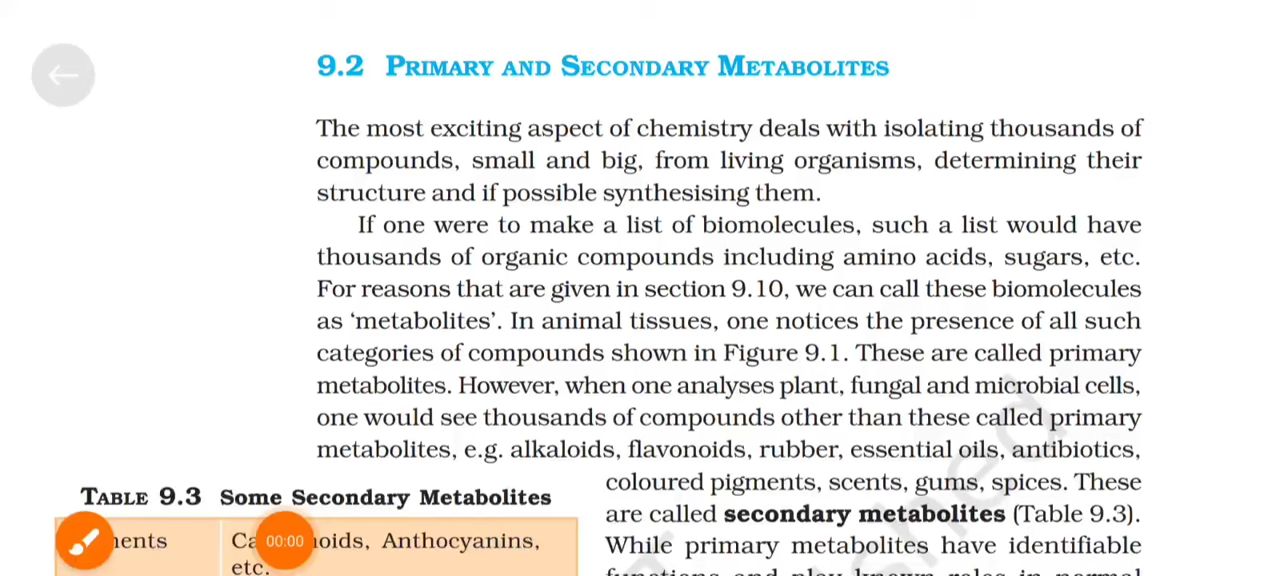 9.2 PRIMARY AND SECONDARY METABOLITES
The most exciting aspect of chemistry deals with isolating thousands of
compounds, small and big, from living organisms, determining their
structure and if possible synthesising them.
If one were to make a list of biomolecules, such a list would have
thousands of organic compounds including amino acids, sugars, etc.
For reasons that are given in section 9.10, we can call these biomolecules
as ‘metabolites’. In animal tissues, one notices the presence of all such
categories of compounds shown in Figure 9.1. These are called primary
metabolites. However, when one analyses plant, fungal and microbial cells,
one would see thousands of compounds other than these called primary
metabolites, e.g. alkaloids, flavonoids, rubber, essential oils, antibiotics,
coloured pigments, scents, gums, spices. These
are called secondary metabolites (Table 9.3).
While primary metabolites have identifiable
functions and play known roles in normal
TABLE 9.3 Some Secondary Metabolites
Anthocyanins,
etc.
00:00